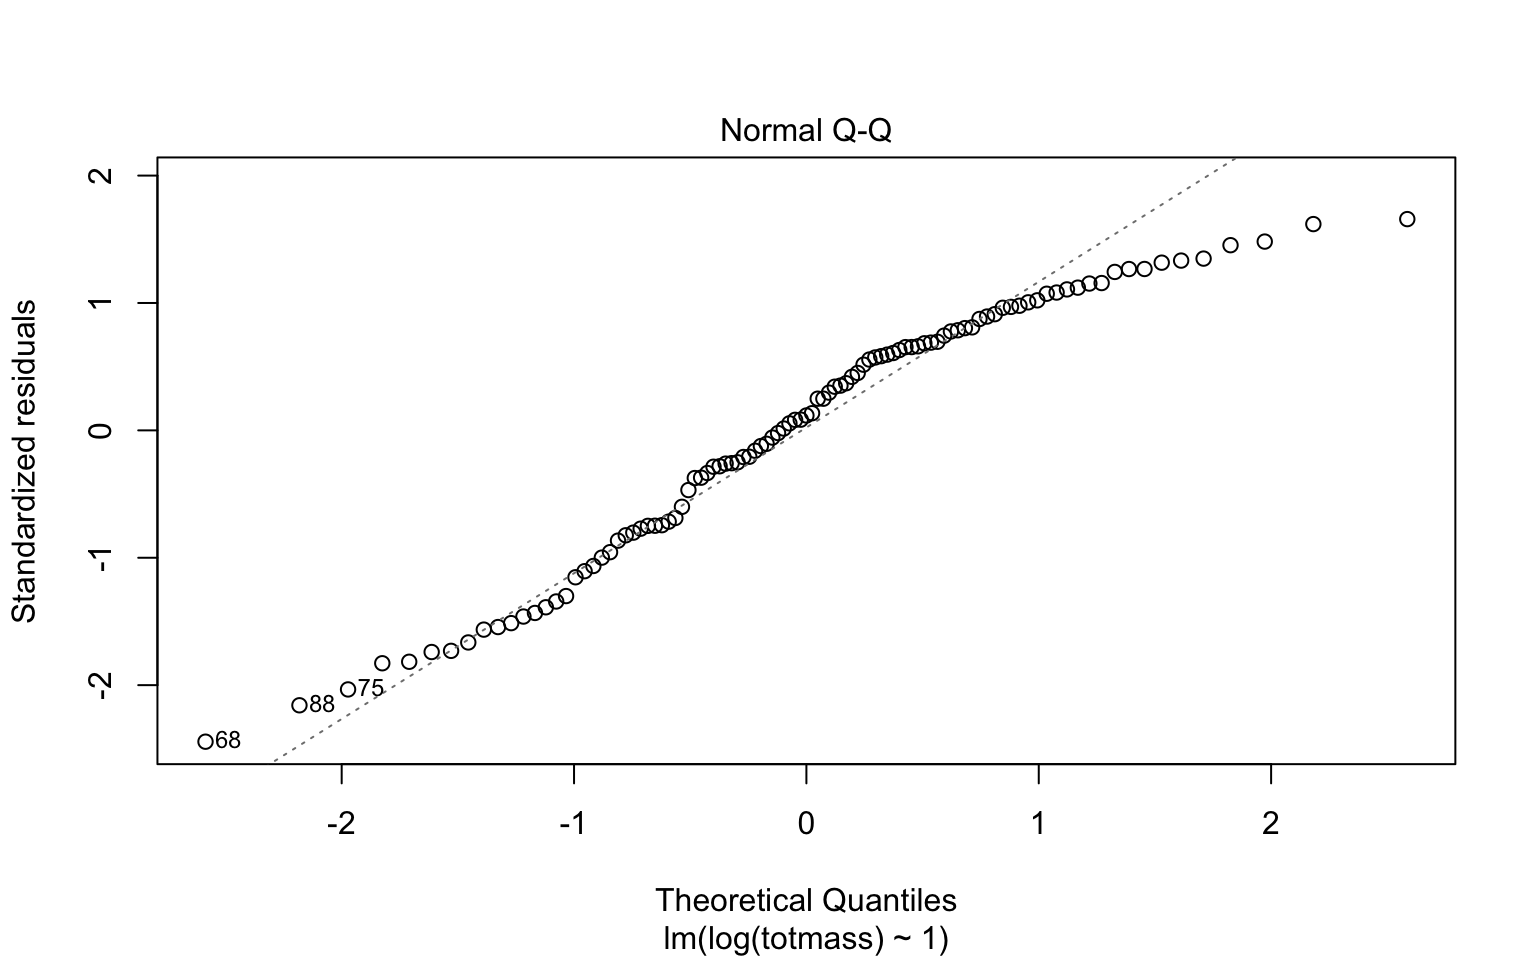 Normal Q-Q
2
1
0
-1
-2
Standardized residuals
75
88
68
-2 -1 0 1 2
Theoretical Quantiles
lm(log(totmass) ~ 1)